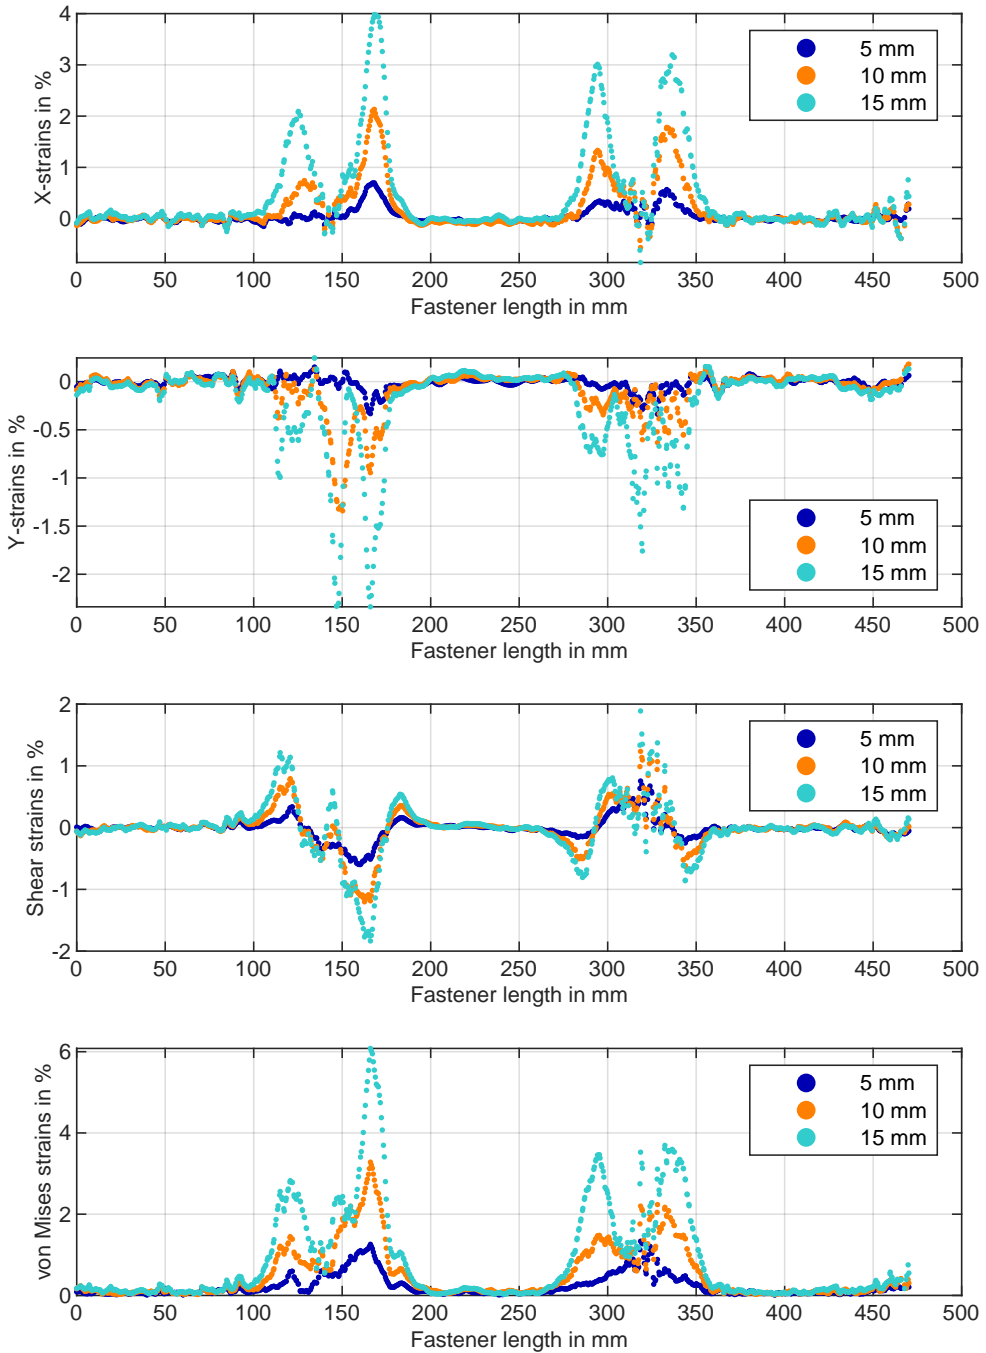 X-strains in %
4
3
2
1
0
5 mm
10 mm
15 mm
0 50 100 150 200 250 300 350 400 450 500
Fastener length in mm
Y-strains in %
0
-0.5
-1
-1.5
-2
5 mm
10 mm
15 mm
0 50 100 150 200 250 300 350 400 450 500
Fastener length in mm
Shear strains in %
2
1
0
-1
-2
5 mm
10 mm
15 mm
0 50 100 150 200 250 300 350 400 450 500
Fastener length in mm
von Mises strains in %
6
4
2
0
5 mm
10 mm
15 mm
0 50 100 150 200 250 300 350 400 450 500
Fastener length in mm